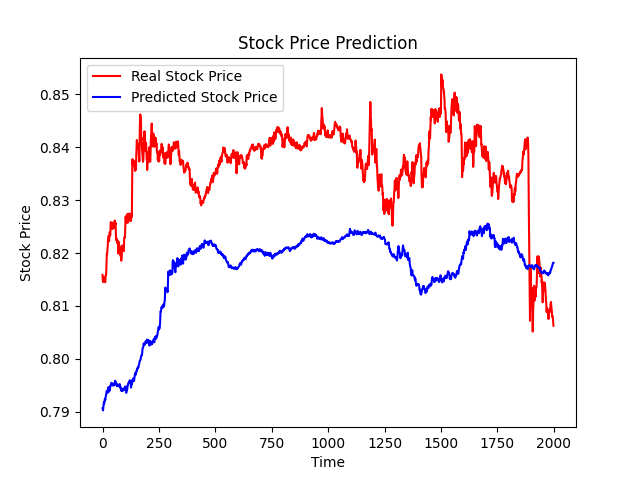 Stock Price Prediction
Real Stock Price
Predicted Stock Price
Stock Price
0.85
0.84
0.83
0.82
0.81
0.80
0.79
0 250 500 750 1000 1250 1500 1750 2000
Time